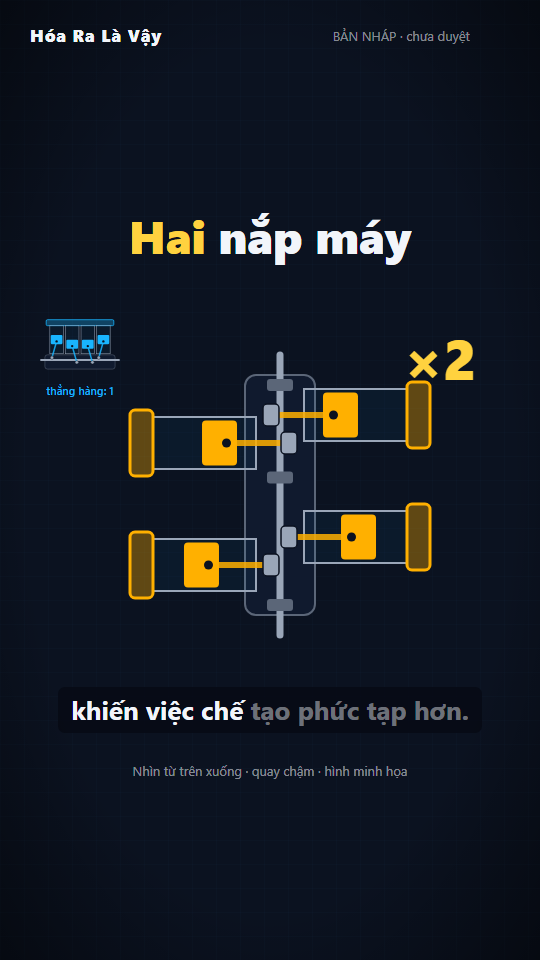 Hóa Ra Là Vậy
BẢN NHÁP · chưa duyệt
Hai nắp máy
×2
thẳng hàng: 1
khiến việc chế tạo phức tạp hơn.
Nhìn từ trên xuống · quay chậm · hình minh họa